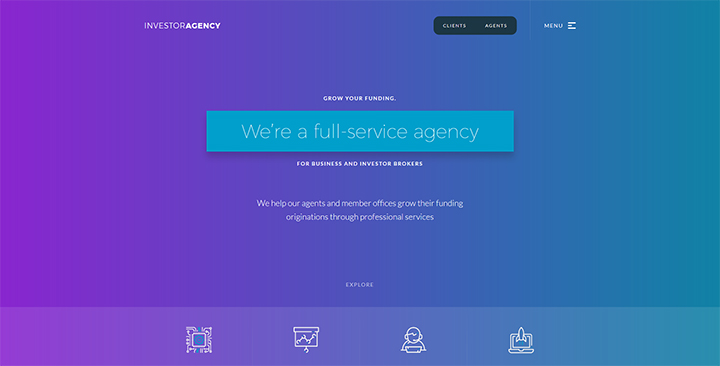 INVESTORAGENCY
CLIENTS AGENTS
MENU
GROW YOUR FUNDING.
We're a full-service agency
FOR BUSINESS AND INVESTOR BROKERS
We help our agents and member offices grow their funding
originations through professional services
EXPLORE